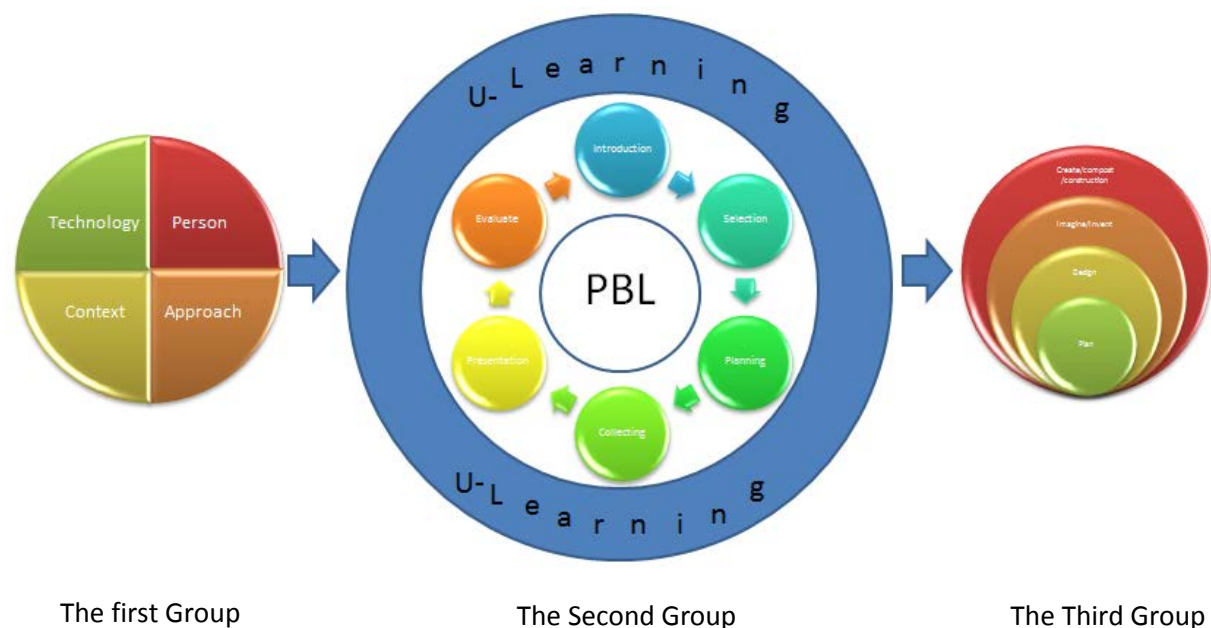 U-Learning
Technology
Person
Context
Approach
Introduction
Selection
Planning
Collecting
Presentation
Evaluate
PBL
U-Learning
Create/compost
/construction
Imagine/Invent
Design
Plan
The first Group
The Second Group
The Third Group